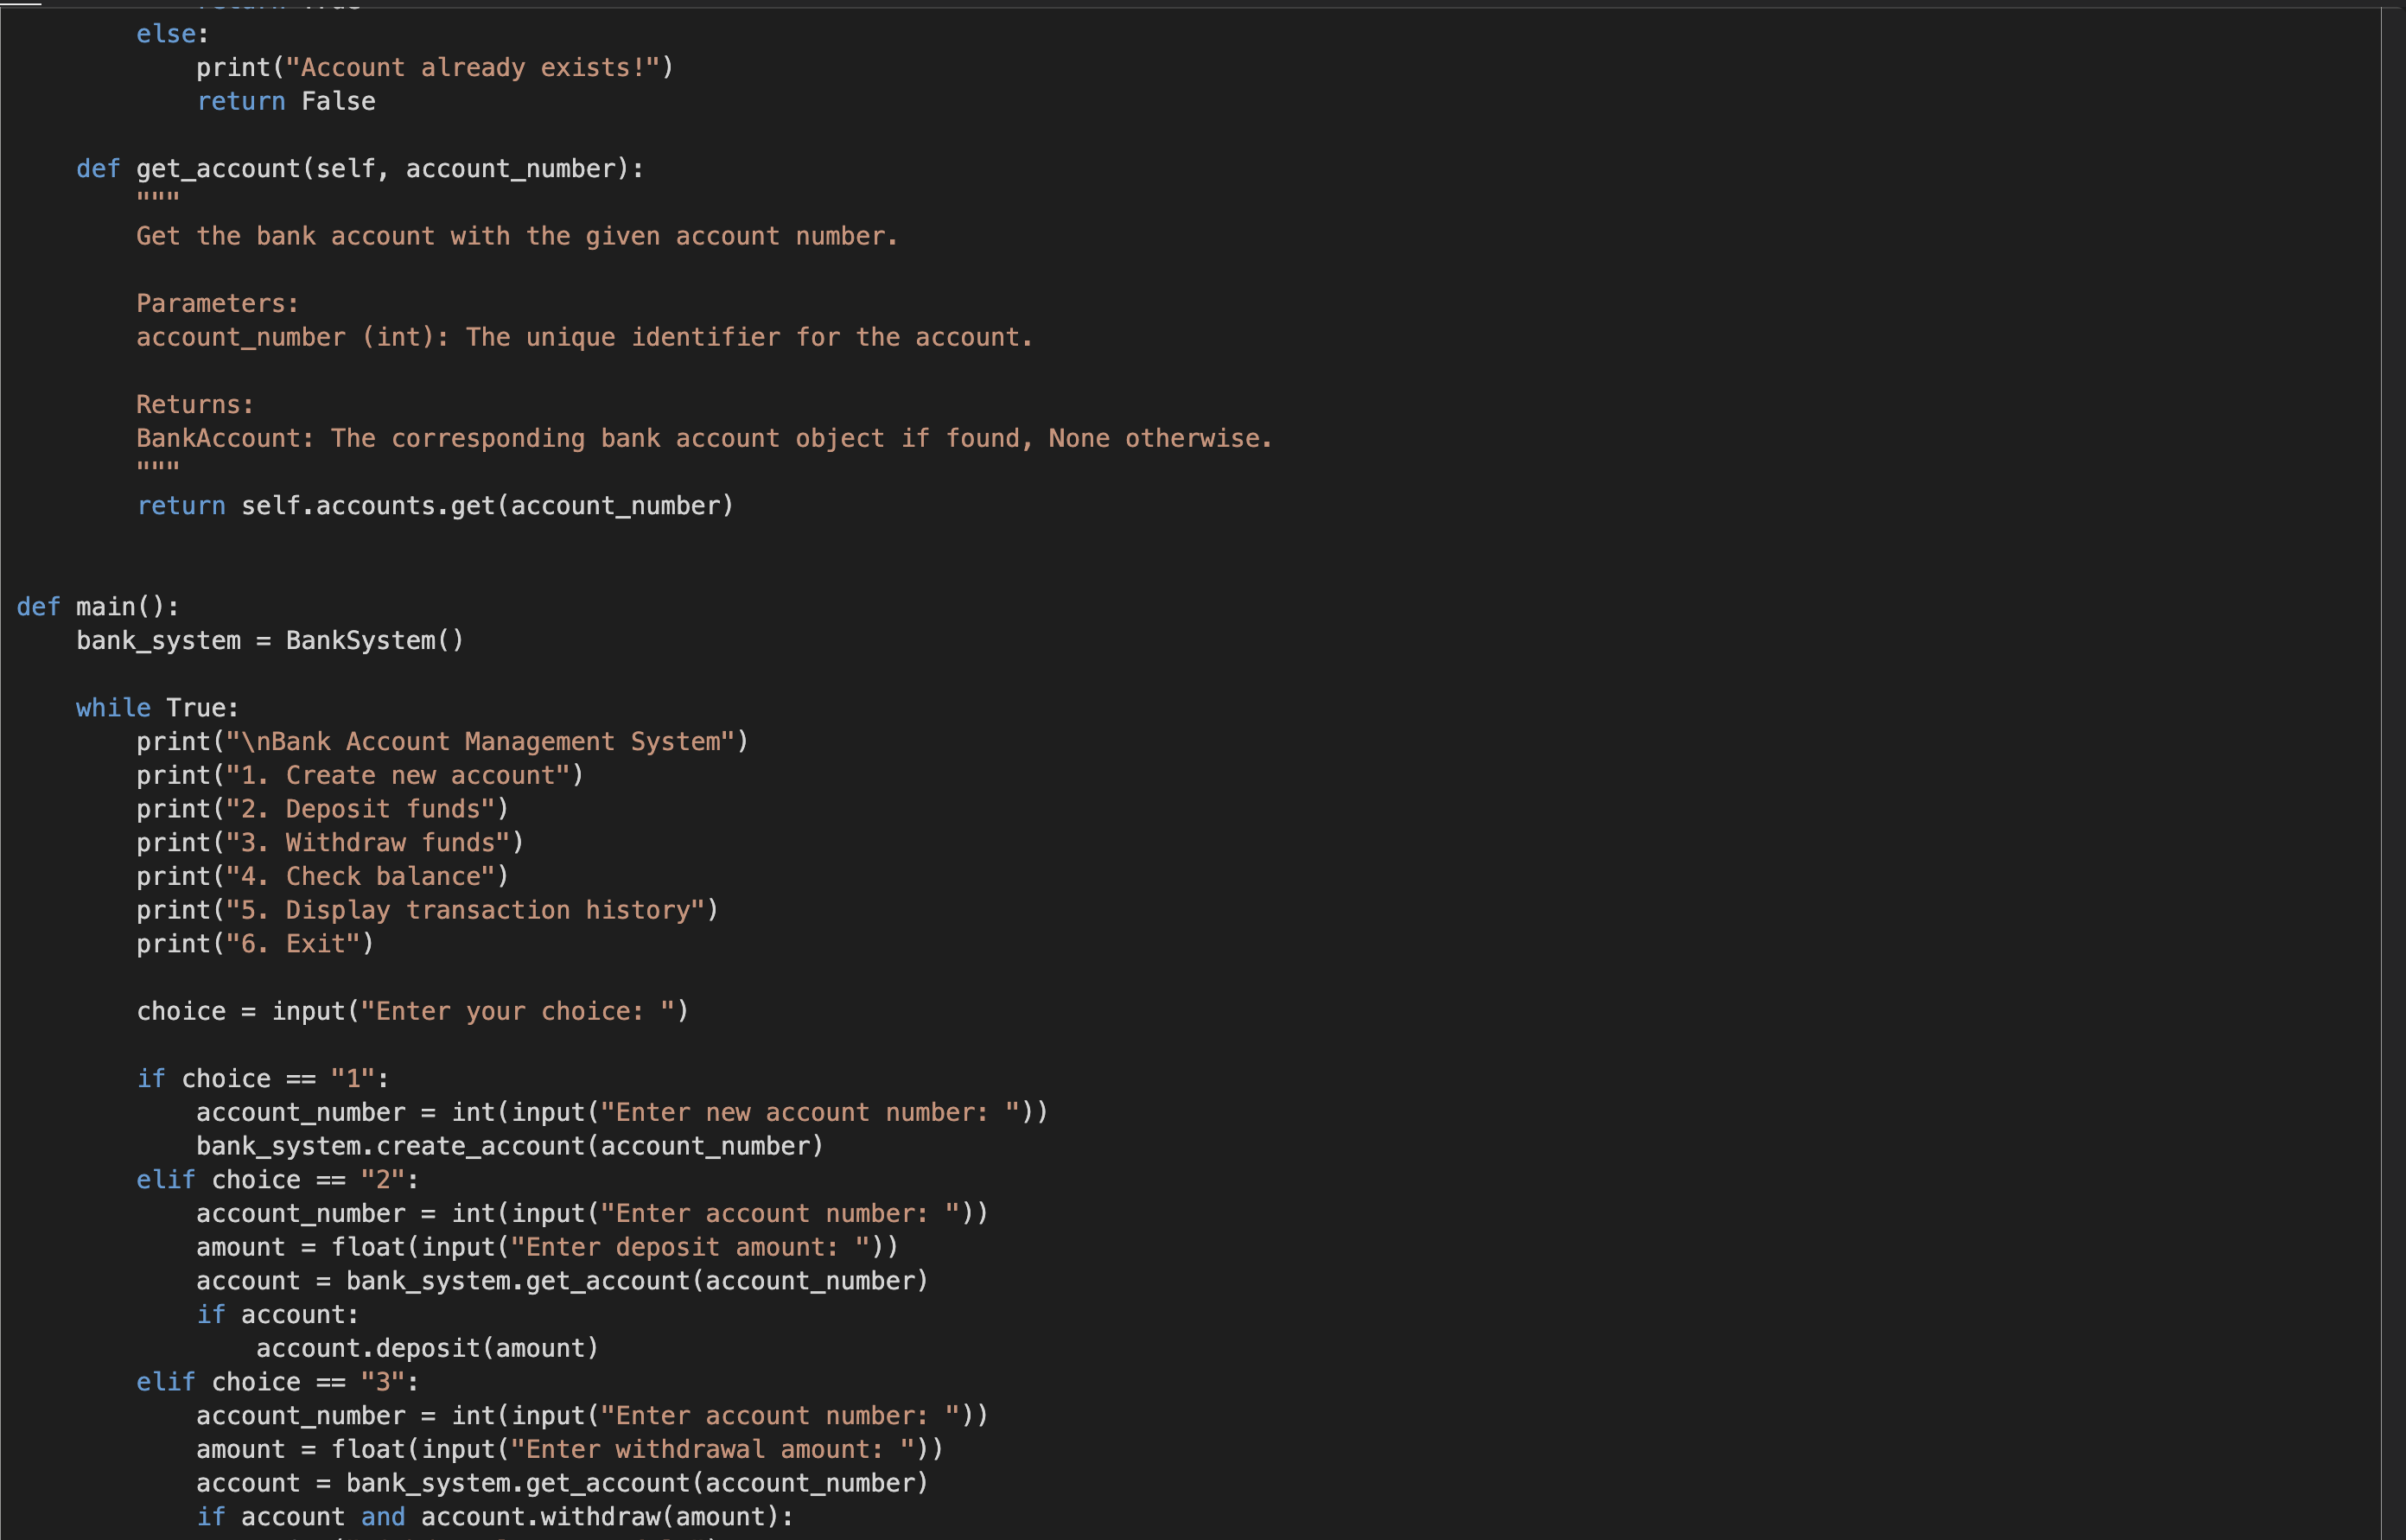 else:
print("Account already exists!")
return False
def get_account(self, account_number):
"""
Get the bank account with the given account number.
Parameters:
account_number (int): The unique identifier for the account.
Returns:
BankAccount: The corresponding bank account object if found, None otherwise.
"""
return self.accounts.get(account_number)
def main():
bank_system = BankSystem()
while True:
print("\nBank Account Management System")
print("1. Create new account")
print("2. Deposit funds")
print("3. Withdraw funds")
print("4. Check balance")
print("5. Display transaction history")
print("6. Exit")
choice = input("Enter your choice: ")
if choice == "1":
account_number = int(input("Enter new account number: "))
bank_system.create_account(account_number)
elif choice == "2":
account_number = int(input("Enter account number: "))
amount = float(input("Enter deposit amount: "))
account = bank_system.get_account(account_number)
if account:
account.deposit(amount)
elif choice == "3":
account_number = int(input("Enter account number: "))
amount = float(input("Enter withdrawal amount: "))
account = bank_system.get_account(account_number)
if account and account.withdraw(amount):